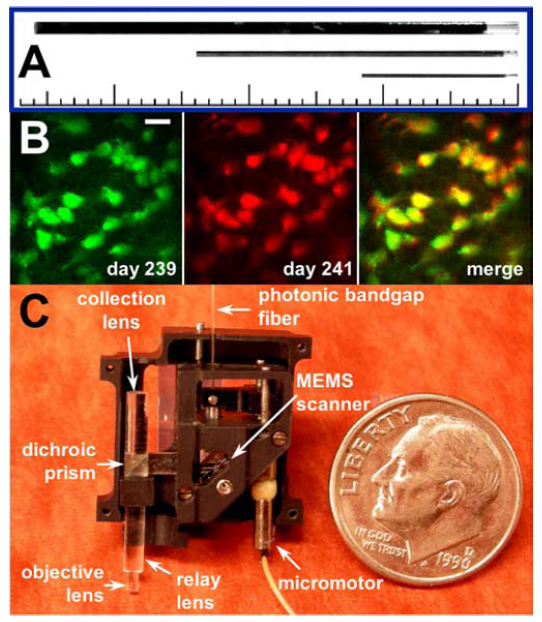 A
B
day 239
day 241
merge
C
collection
lens
photonic bandgap
fiber
MEMS
scanner
dichroic
prism
objective
lens
relay
lens
micromotor
LIBERTY
IN GOD
WE TRUST
D
1990